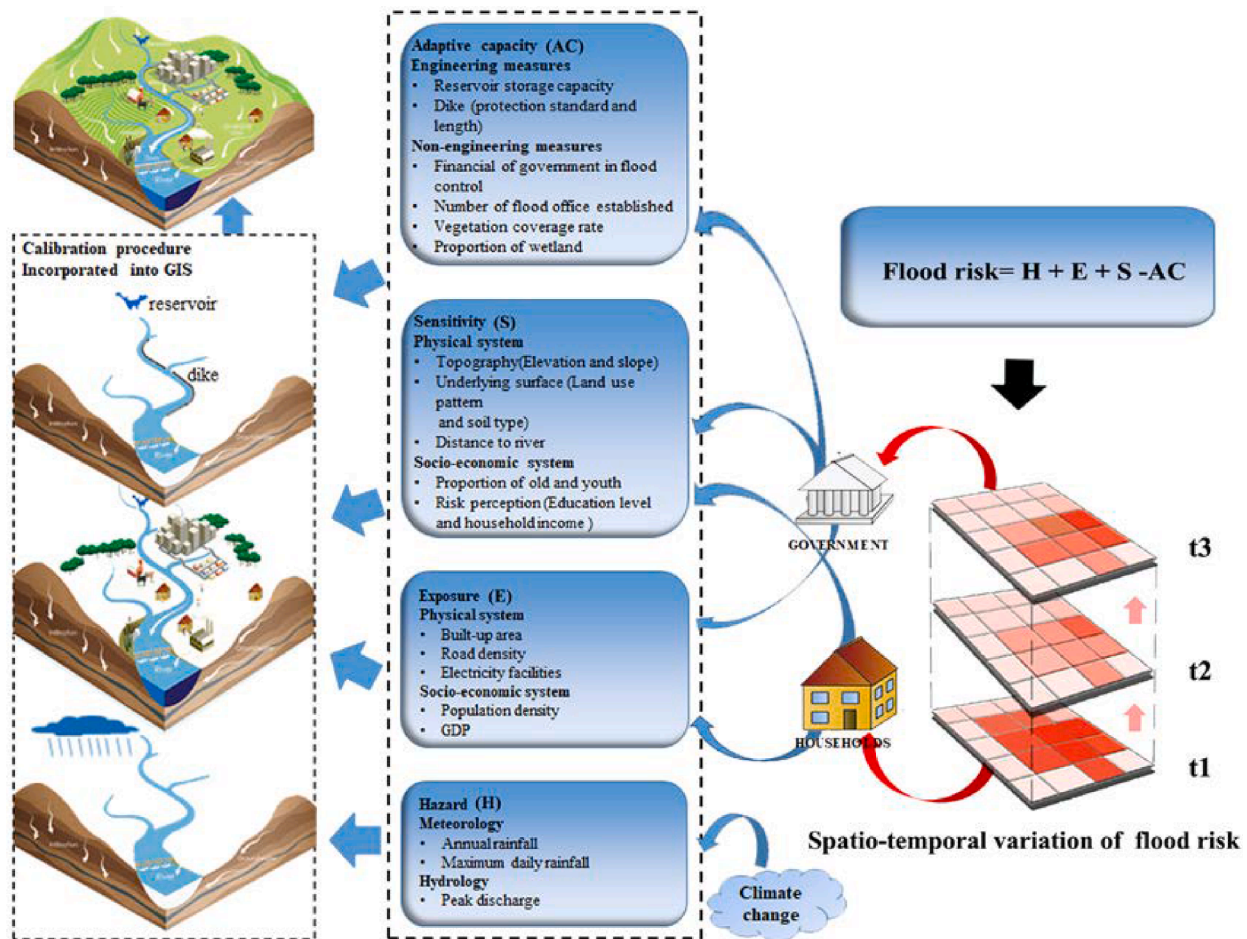 Calibration procedure
Incorporated into GIS
reservoir
dike
Infiltration
River
Infiltration
River
Infiltration
River
Adaptive capacity (AC)
Engineering measures
• Reservoir storage capacity
• Dike (protection standard and
length)
Non-engineering measures
• Financial of government in flood
control
• Number of flood office established
• Vegetation coverage rate
• Proportion of wetland
Sensitivity (S)
Physical system
• Topography(Elevation and slope)
• Underlying surface (Land use
pattern
and soil type)
• Distance to river
Socio-economic system
• Proportion of old and youth
• Risk perception (Education level
and household income )
Exposure (E)
Physical system
• Built-up area
• Road density
• Electricity facilities
Socio-economic system
• Population density
• GDP
Hazard (H)
Meteorology
• Annual rainfall
• Maximum daily rainfall
Hydrology
• Peak discharge
Climate
change
GOVERNMENT
HOUSEHOLDS
Flood risk= H + E + S -AC
t3
t2
t1
Spatio-temporal variation of flood risk